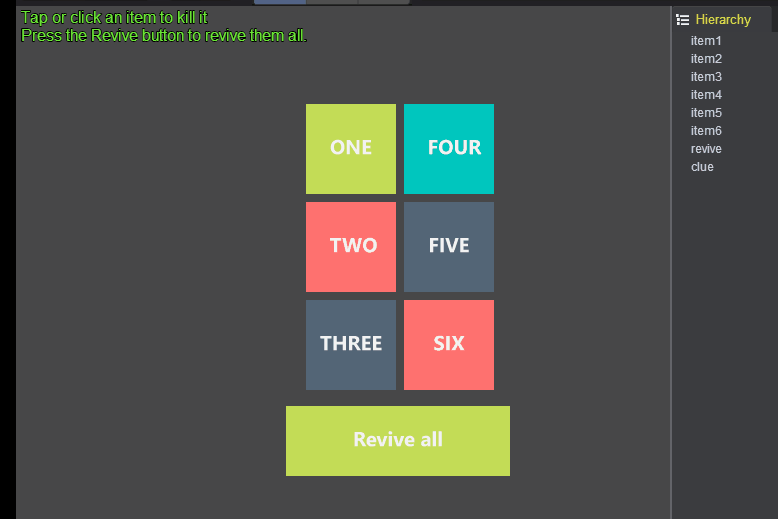 Tap or click an item to kill it
Press the Revive button to revive them all.
ONE
FOUR
TWO
FIVE
THREE
SIX
Revive all
Hierarchy
item1
item2
item3
item4
item5
item6
revive
clue